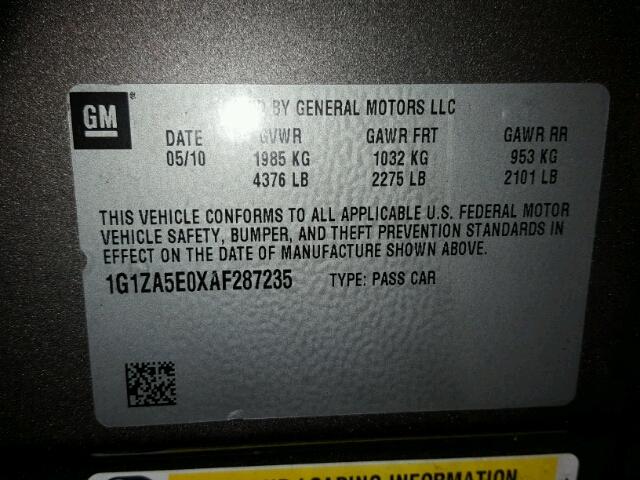 GM
BY GENERAL MOTORS LLC
DATE GVWR GAWR FRT GAWR RR
05/10 1985 KG 1032 KG 953 KG
4376 LB 2275 LB 2101 LB
THIS VEHICLE CONFORMS TO ALL APPLICABLE U.S. FEDERAL MOTOR
VEHICLE SAFETY, BUMPER, AND THEFT PREVENTION STANDARDS IN
EFFECT ON THE DATE OF MANUFACTURE SHOWN ABOVE.
1G1ZA5E0XAF287235 TYPE: PASS CAR
LOADING INFORMATION